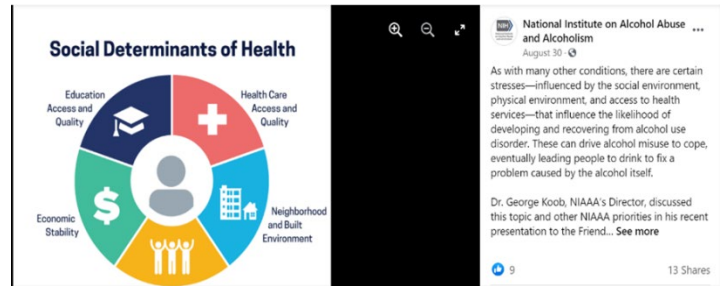 Social Determinants of Health
Education
Access and
Quality
Health Care
Access and
Quality
Economic
Stability
$
Neighborhood
and Built
Environment
NIH
National Institute on Alcohol Abuse
and Alcoholism
August 30 ·
As with many other conditions, there are certain
stresses—influenced by the social environment,
physical environment, and access to health
services—that influence the likelihood of
developing and recovering from alcohol use
disorder. These can drive alcohol misuse to cope,
eventually leading people to drink to fix a
problem caused by the alcohol itself.
Dr. George Koob, NIAAA's Director, discussed
this topic and other NIAAA priorities in his recent
presentation to the Friend... See more
9
13 Shares